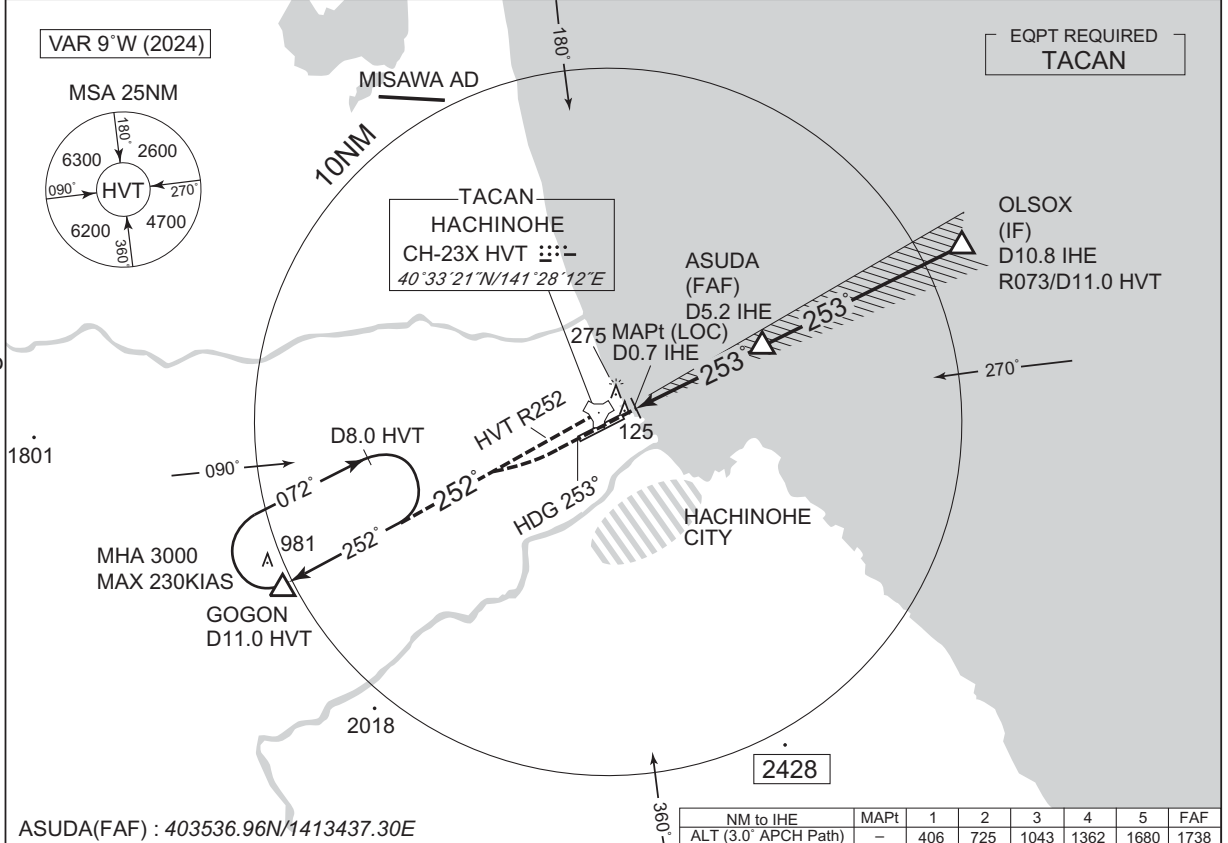 VAR 9°W (2024)
MSA 25NM
180°
6300
2600
090°
HVT
270°
6200
4700
360°
EQPT REQUIRED
TACAN
180°
MISAWA AD
10NM
TACAN
HACHINOHE
CH-23X HVT
40°33′21″N/141°28′12″E
OLSOX
(IF)
D10.8 IHE
R073/D11.0 HVT
ASUDA
(FAF)
D5.2 IHE
253°
253°
275
MAPt (LOC)
D0.7 IHE
125
270°
1801
090°
D8.0 HVT
HVT R252
072°
252°
252°
HDG 253°
HACHINOHE
CITY
981
MHA 3000
MAX 230KIAS
GOGON
D11.0 HVT
2018
2428
360°
ASUDA(FAF) : 403536.96N/1413437.30E
NM to IHE MAPt 1 2 3 4 5 FAF
ALT (3.0° APCH Path) – 406 725 1043 1362 1680 1738